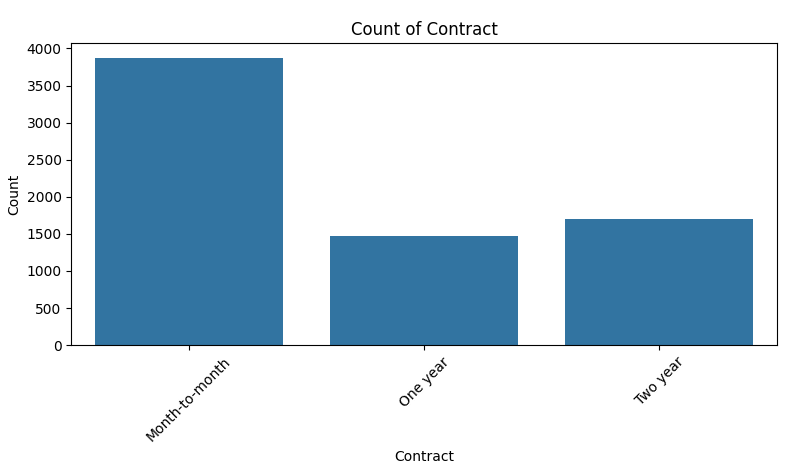 Count of Contract
4000
3500
3000
2500
2000
1500
1000
500
0
Count
Month-to-month
One year
Two year
Contract